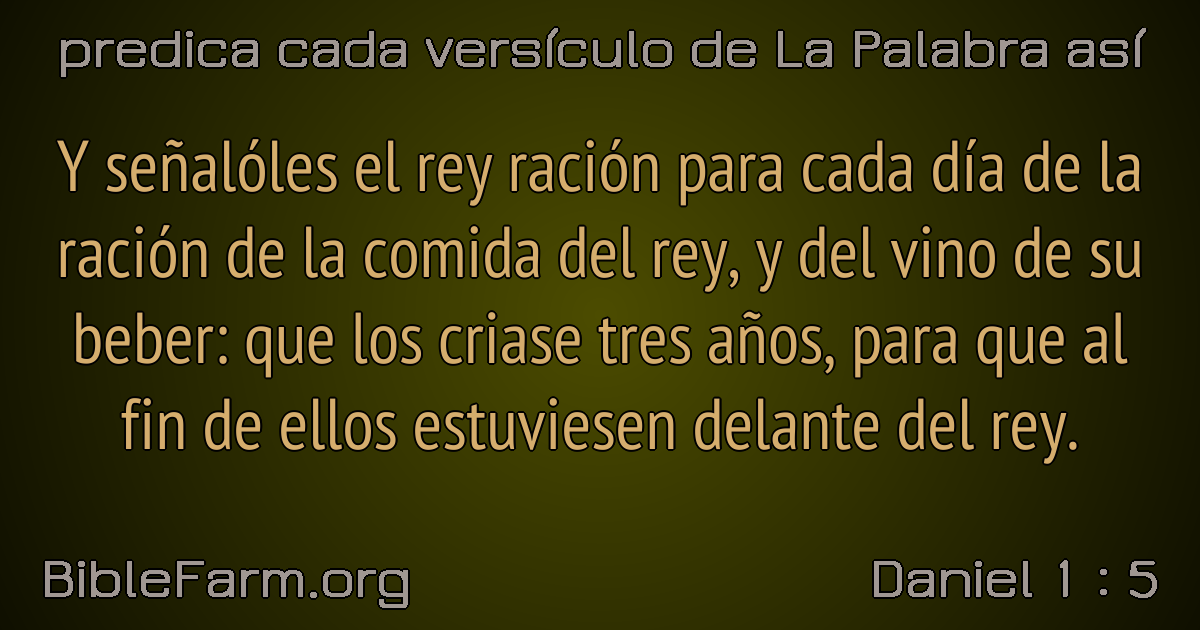 predica cada versículo de La Palabra así
Y señalóles el rey ración para cada día de la
ración de la comida del rey, y del vino de su
beber: que los criase tres años, para que al
fin de ellos estuviesen delante del rey.
BibleFarm.org
Daniel 1 : 5